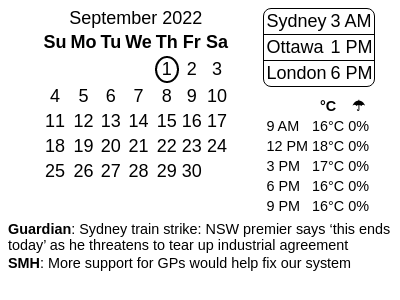 September 2022
Su Mo Tu We Th Fr Sa
1 2 3
4 5 6 7 8 9 10
11 12 13 14 15 16 17
18 19 20 21 22 23 24
25 26 27 28 29 30
Sydney 3 AM
Ottawa 1 PM
London 6 PM
°C ☂
9 AM 16°C 0%
12 PM 18°C 0%
3 PM 17°C 0%
6 PM 16°C 0%
9 PM 16°C 0%
Guardian: Sydney train strike: NSW premier says ‘this ends
today’ as he threatens to tear up industrial agreement
SMH: More support for GPs would help fix our system